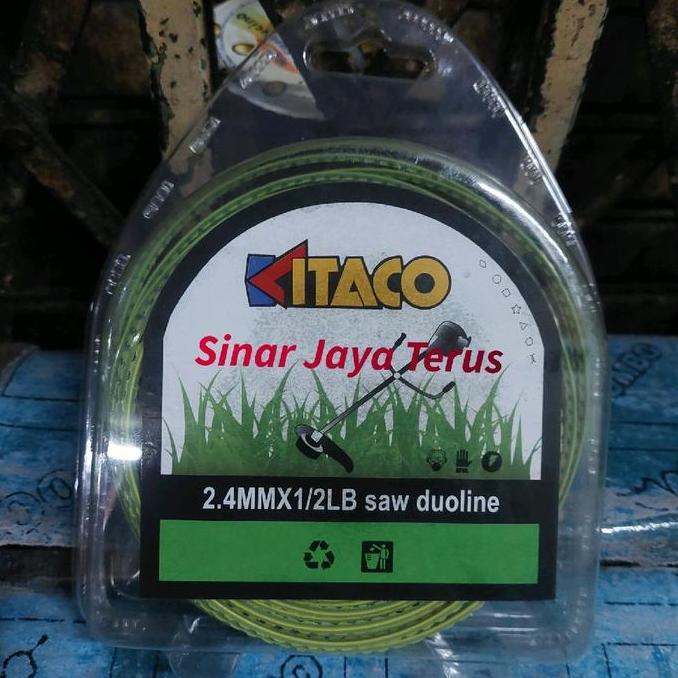 KITACO
Sinar Jaya Terus
2.4MMX1/2LB saw duoline